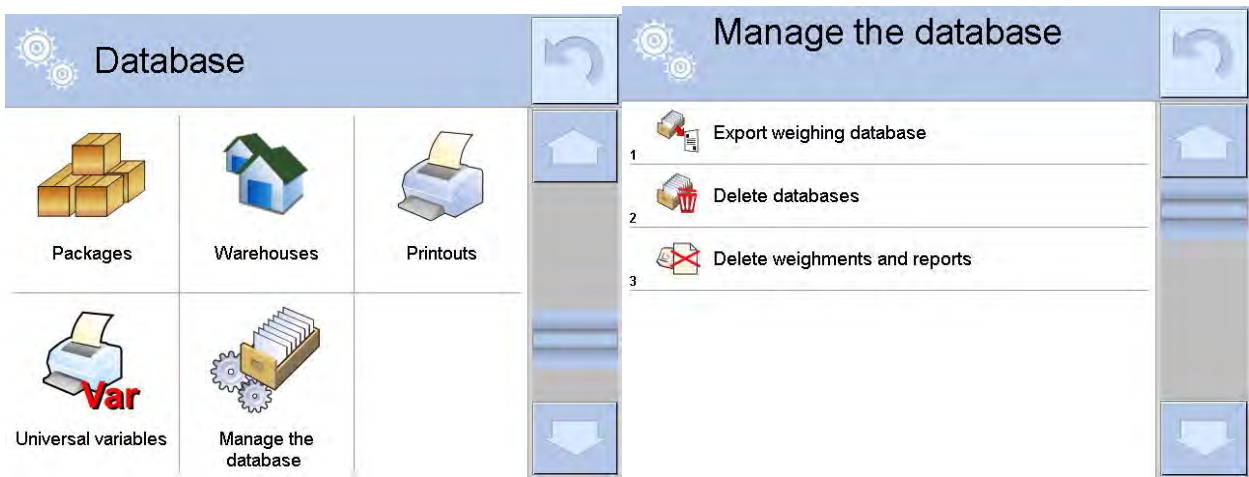 Database
Packages
Warehouses
Printouts
Var
Universal variables
Manage the
database
Manage the database
Export weighing database
1
Delete databases
2
Delete weighments and reports
3